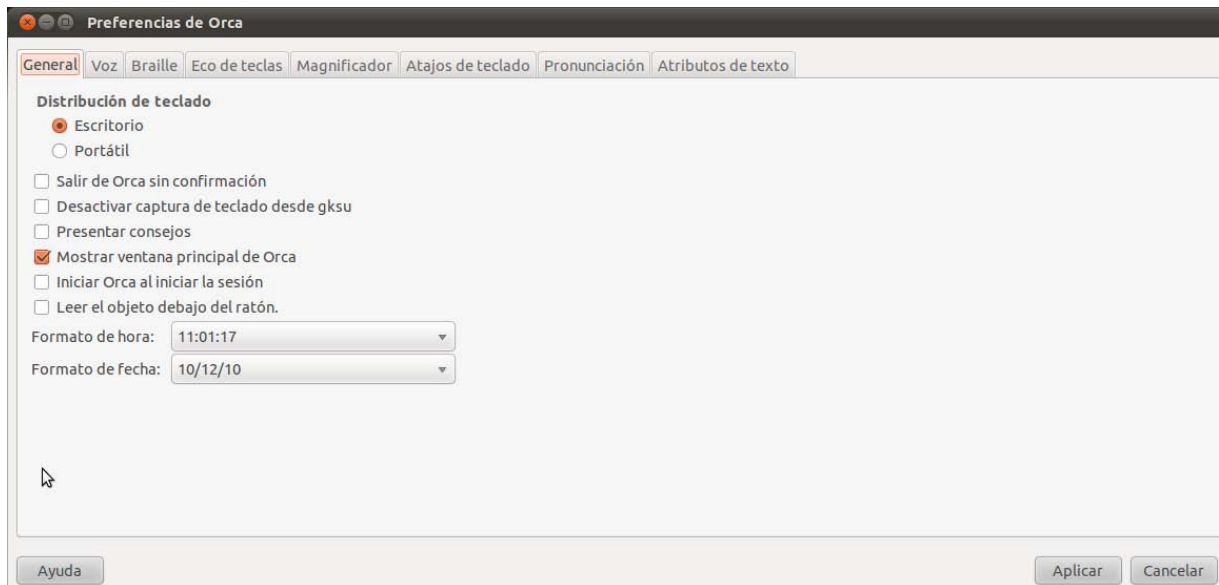 Preferencias de Orca
General Voz Braille Eco de teclas Magnificador Atajos de teclado Pronunciación Atributos de texto
Distribución de teclado
Escritorio
Portátil
Salir de Orca sin confirmación
Desactivar captura de teclado desde gksu
Presentar consejos
Mostrar ventana principal de Orca
Iniciar Orca al iniciar la sesión
Leer el objeto debajo del ratón.
Formato de hora: 11:01:17
Formato de fecha: 10/12/10
Ayuda Aplicar Cancelar